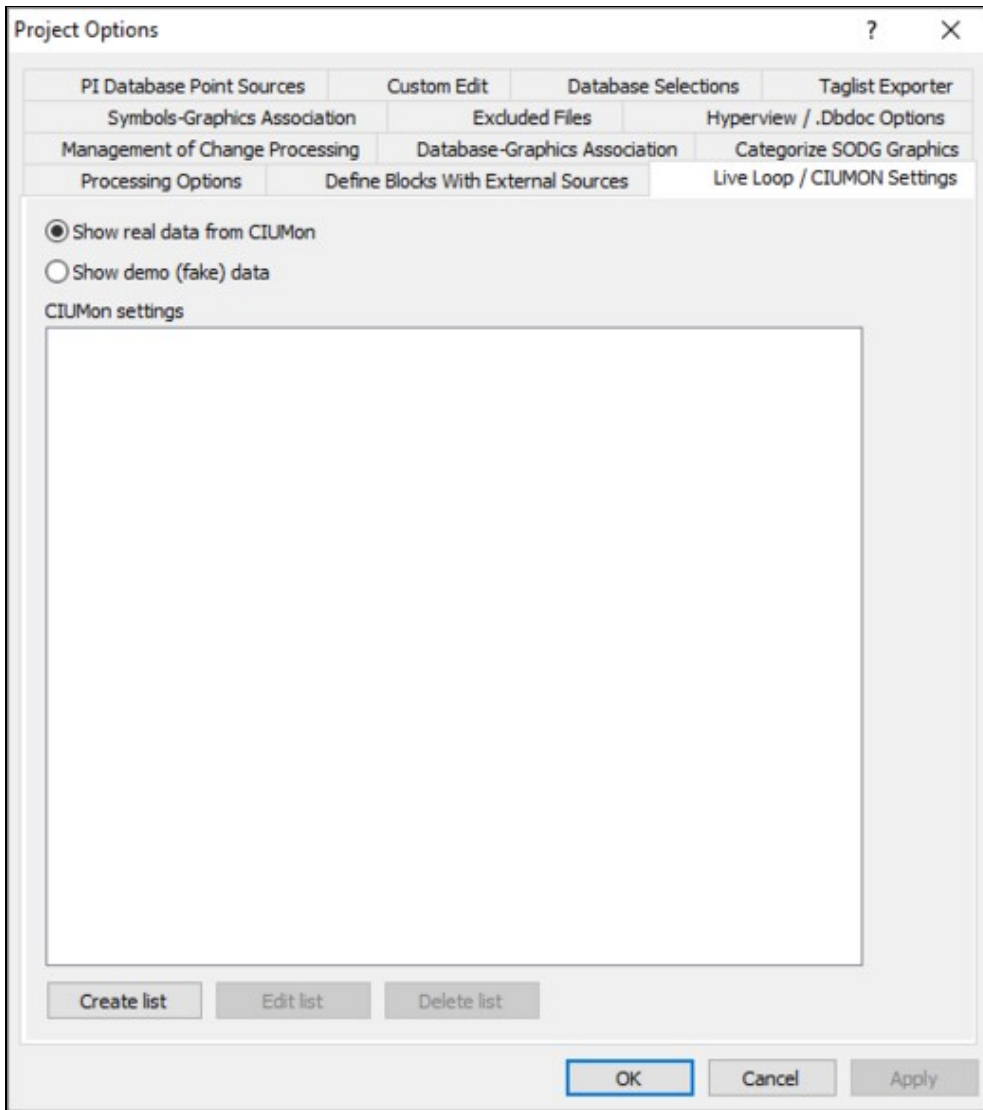 Project Options ?
PI Database Point Sources Custom Edit Database Selections Taglist Exporter
Symbols-Graphics Association Excluded Files Hyperview / .Dbdoc Options
Management of Change Processing Database-Graphics Association Categorize SODG Graphics
Processing Options Define Blocks With External Sources Live Loop / CIUMON Settings
Show real data from CIUMon
Show demo (fake) data
CIUMon settings
Create list Edit list Delete list
OK Cancel Apply